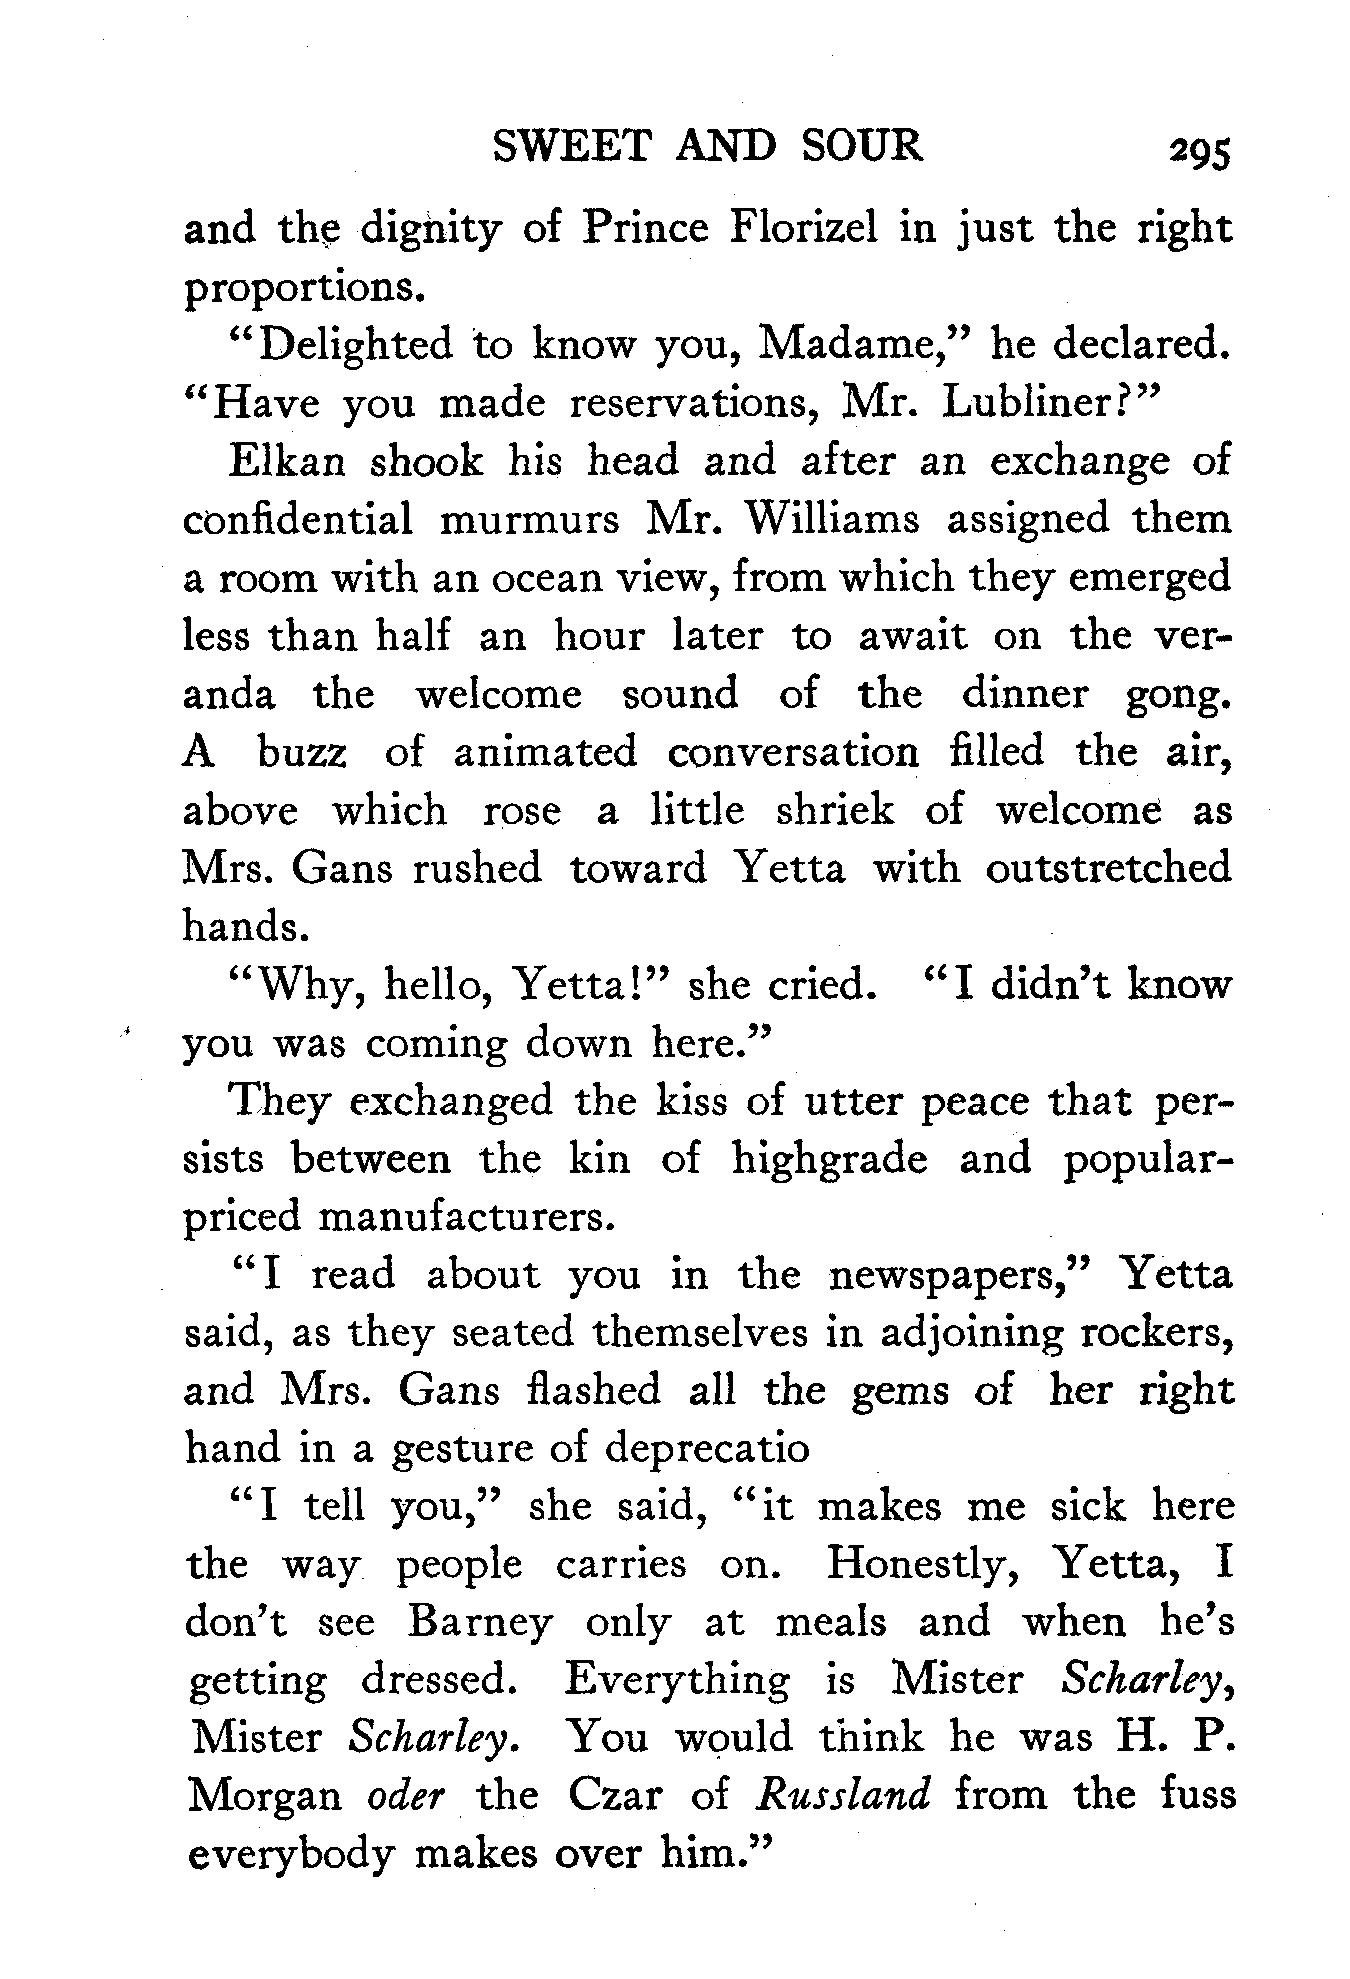 SWEET AND SOUR 295
and the dignity of Prince Florizel in just the right
proportions.
"Delighted to know you, Madame," he declared.
"Have you made reservations, Mr. Lubliner?"
Elkan shook his head and after an exchange of
confidential murmurs Mr. Williams assigned them
a room with an ocean view, from which they emerged
less than half an hour later to await on the ver-
anda the welcome sound of the dinner gong.
A buzz of animated conversation filled the air,
above which rose a little shriek of welcome as
Mrs. Gans rushed toward Yetta with outstretched
hands.
"Why, hello, Yetta!" she cried. "I didn't know
you was coming down here."
They exchanged the kiss of utter peace that per-
sists between the kin of highgrade and popular-
priced manufacturers.
"I read about you in the newspapers," Yetta
said, as they seated themselves in adjoining rockers,
and Mrs. Gans flashed all the gems of her right
hand in a gesture of deprecatio
"I tell you," she said, "it makes me sick here
the way people carries on. Honestly, Yetta, I
don't see Barney only at meals and when he's
getting dressed. Everything is Mister Scharley,
Mister Scharley. You would think he was H. P.
Morgan oder the Czar of Russland from the fuss
everybody makes over him."